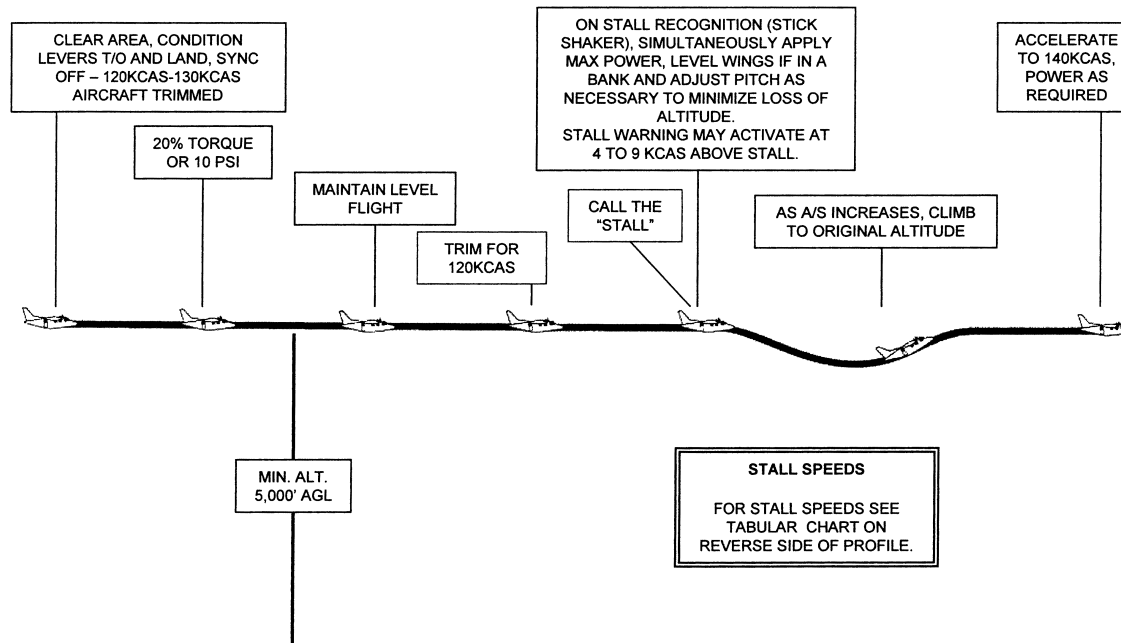 CLEAR AREA, CONDITION
LEVERS T/O AND LAND, SYNC
OFF – 120KCAS-130KCAS
AIRCRAFT TRIMMED
20% TORQUE
OR 10 PSI
MAINTAIN LEVEL
FLIGHT
TRIM FOR
120KCAS
CALL THE
“STALL”
ON STALL RECOGNITION (STICK
SHAKER), SIMULTANEOUSLY APPLY
MAX POWER, LEVEL WINGS IF IN A
BANK AND ADJUST PITCH AS
NECESSARY TO MINIMIZE LOSS OF
ALTITUDE.
STALL WARNING MAY ACTIVATE AT
4 TO 9 KCAS ABOVE STALL.
AS A/S INCREASES, CLIMB
TO ORIGINAL ALTITUDE
ACCELERATE
TO 140KCAS,
POWER AS
REQUIRED
MIN. ALT.
5,000’ AGL
STALL SPEEDS
FOR STALL SPEEDS SEE
TABULAR CHART ON
REVERSE SIDE OF PROFILE.